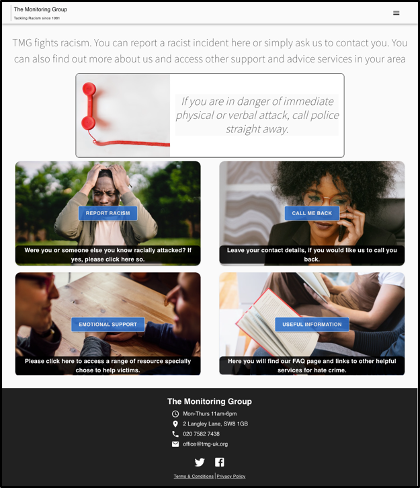 The Monitoring Group
Tackling Racism since 1981
TMG fights racism. You can report a racist incident here or simply ask us to contact you. You
can also find out more about us and access other support and advice services in your area
If you are in danger of immediate
physical or verbal attack, call police
straight away.
REPORT RACISM
Were you or someone else you know racially attacked? If
yes, please click here so.
CALL ME BACK
Leave your contact details, if you would like us to call you
back.
EMOTIONAL SUPPORT
Please click here to access a range of resource specially
chose to help victims.
USEFUL INFORMATION
Here you will find our FAQ page and links to other helpful
services for hate crime.
The Monitoring Group
Mon-Thurs 11am-6pm
2 Langley Lane, SW8 1GB
020 7582 7438
office@tmg-uk.org
Terms & Conditions | Privacy Policy